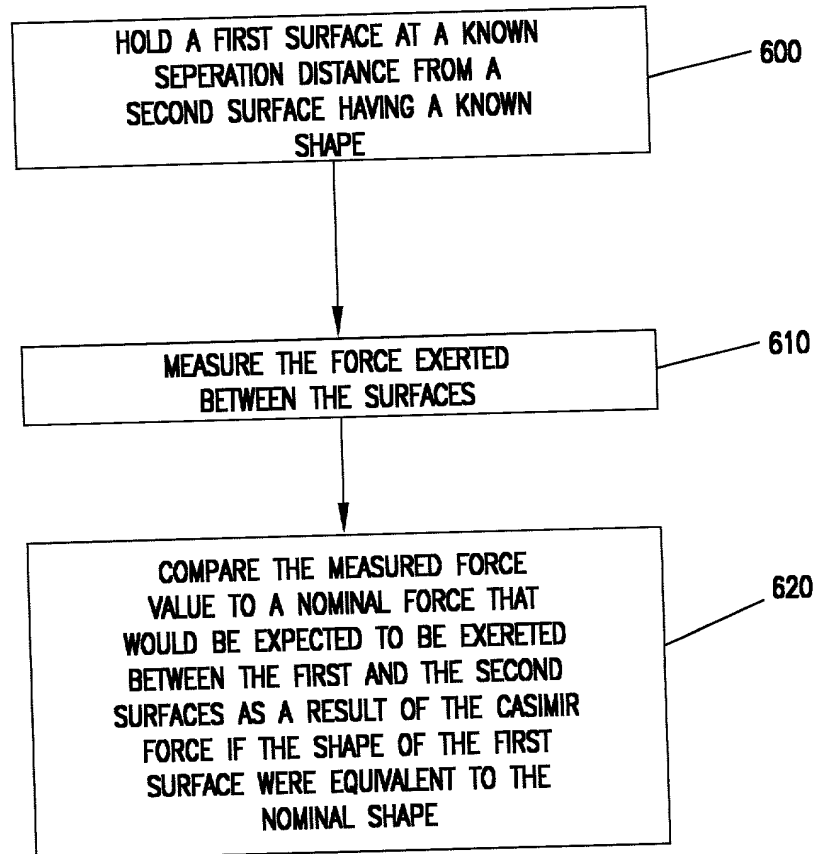 HOLD A FIRST SURFACE AT A KNOWN
SEPERATION DISTANCE FROM A
SECOND SURFACE HAVING A KNOWN
SHAPE
600
MEASURE THE FORCE EXERTED
BETWEEN THE SURFACES
610
COMPARE THE MEASURED FORCE
VALUE TO A NOMINAL FORCE THAT
WOULD BE EXPECTED TO BE EXERETED
BETWEEN THE FIRST AND THE SECOND
SURFACES AS A RESULT OF THE CASIMIR
FORCE IF THE SHAPE OF THE FIRST
SURFACE WERE EQUIVALENT TO THE
NOMINAL SHAPE
620